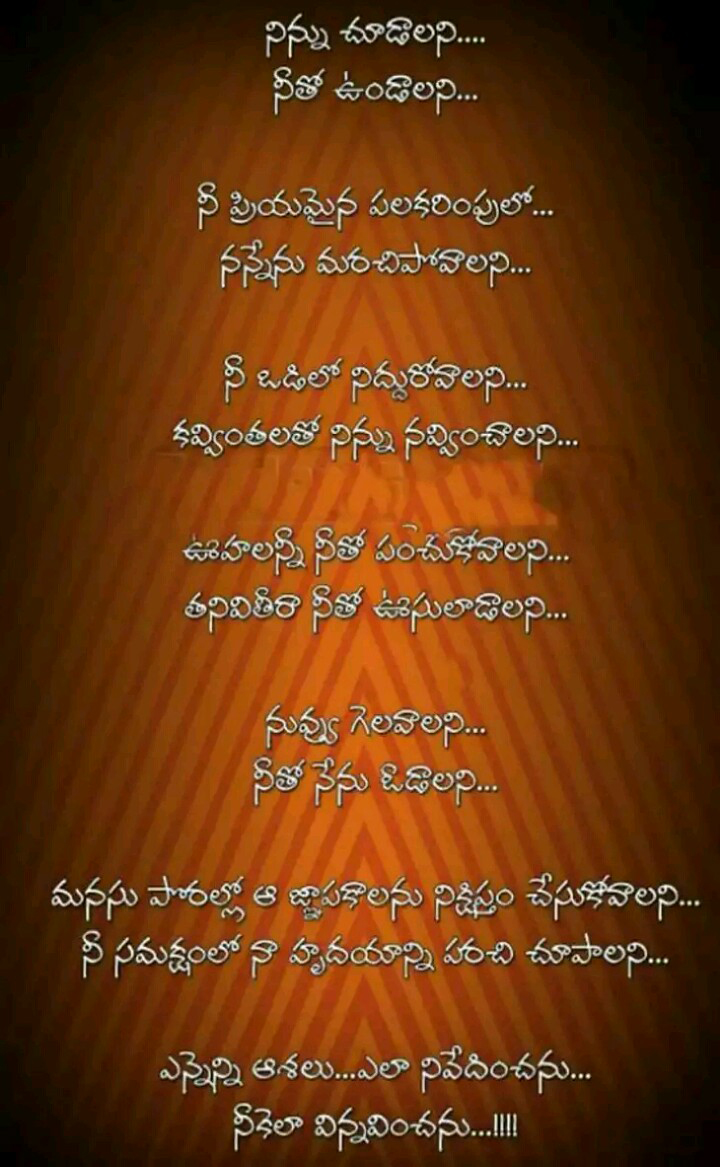 నిన్ను చూడాలని....
నీతో ఉండాలని...
నీ ప్రియమైన పలకరింపులో...
నన్నేను మరచిపోవాలని...
నీ ఒడిలో నిద్దురోవాలని...
కవ్వింతలతో నిన్ను నవ్వించాలని...
ఊహలన్నీ నీతో పంచుకోవాలని...
తనివితీరా నీతో ఊసులాడాలని...
నువ్వు గెలవాలని...
నీతో నేను ఓడాలని...
మనసు పొరల్లో ఆ జ్ఞాపకాలను నిక్షిప్తం చేసుకోవాలని...
నీ సమక్షంలో నా హృదయాన్ని పరచి చూపాలని...
ఎన్నెన్ని ఆశలు...ఎలా నివేదించను...
నీకెలా విన్నవించను...!!!!